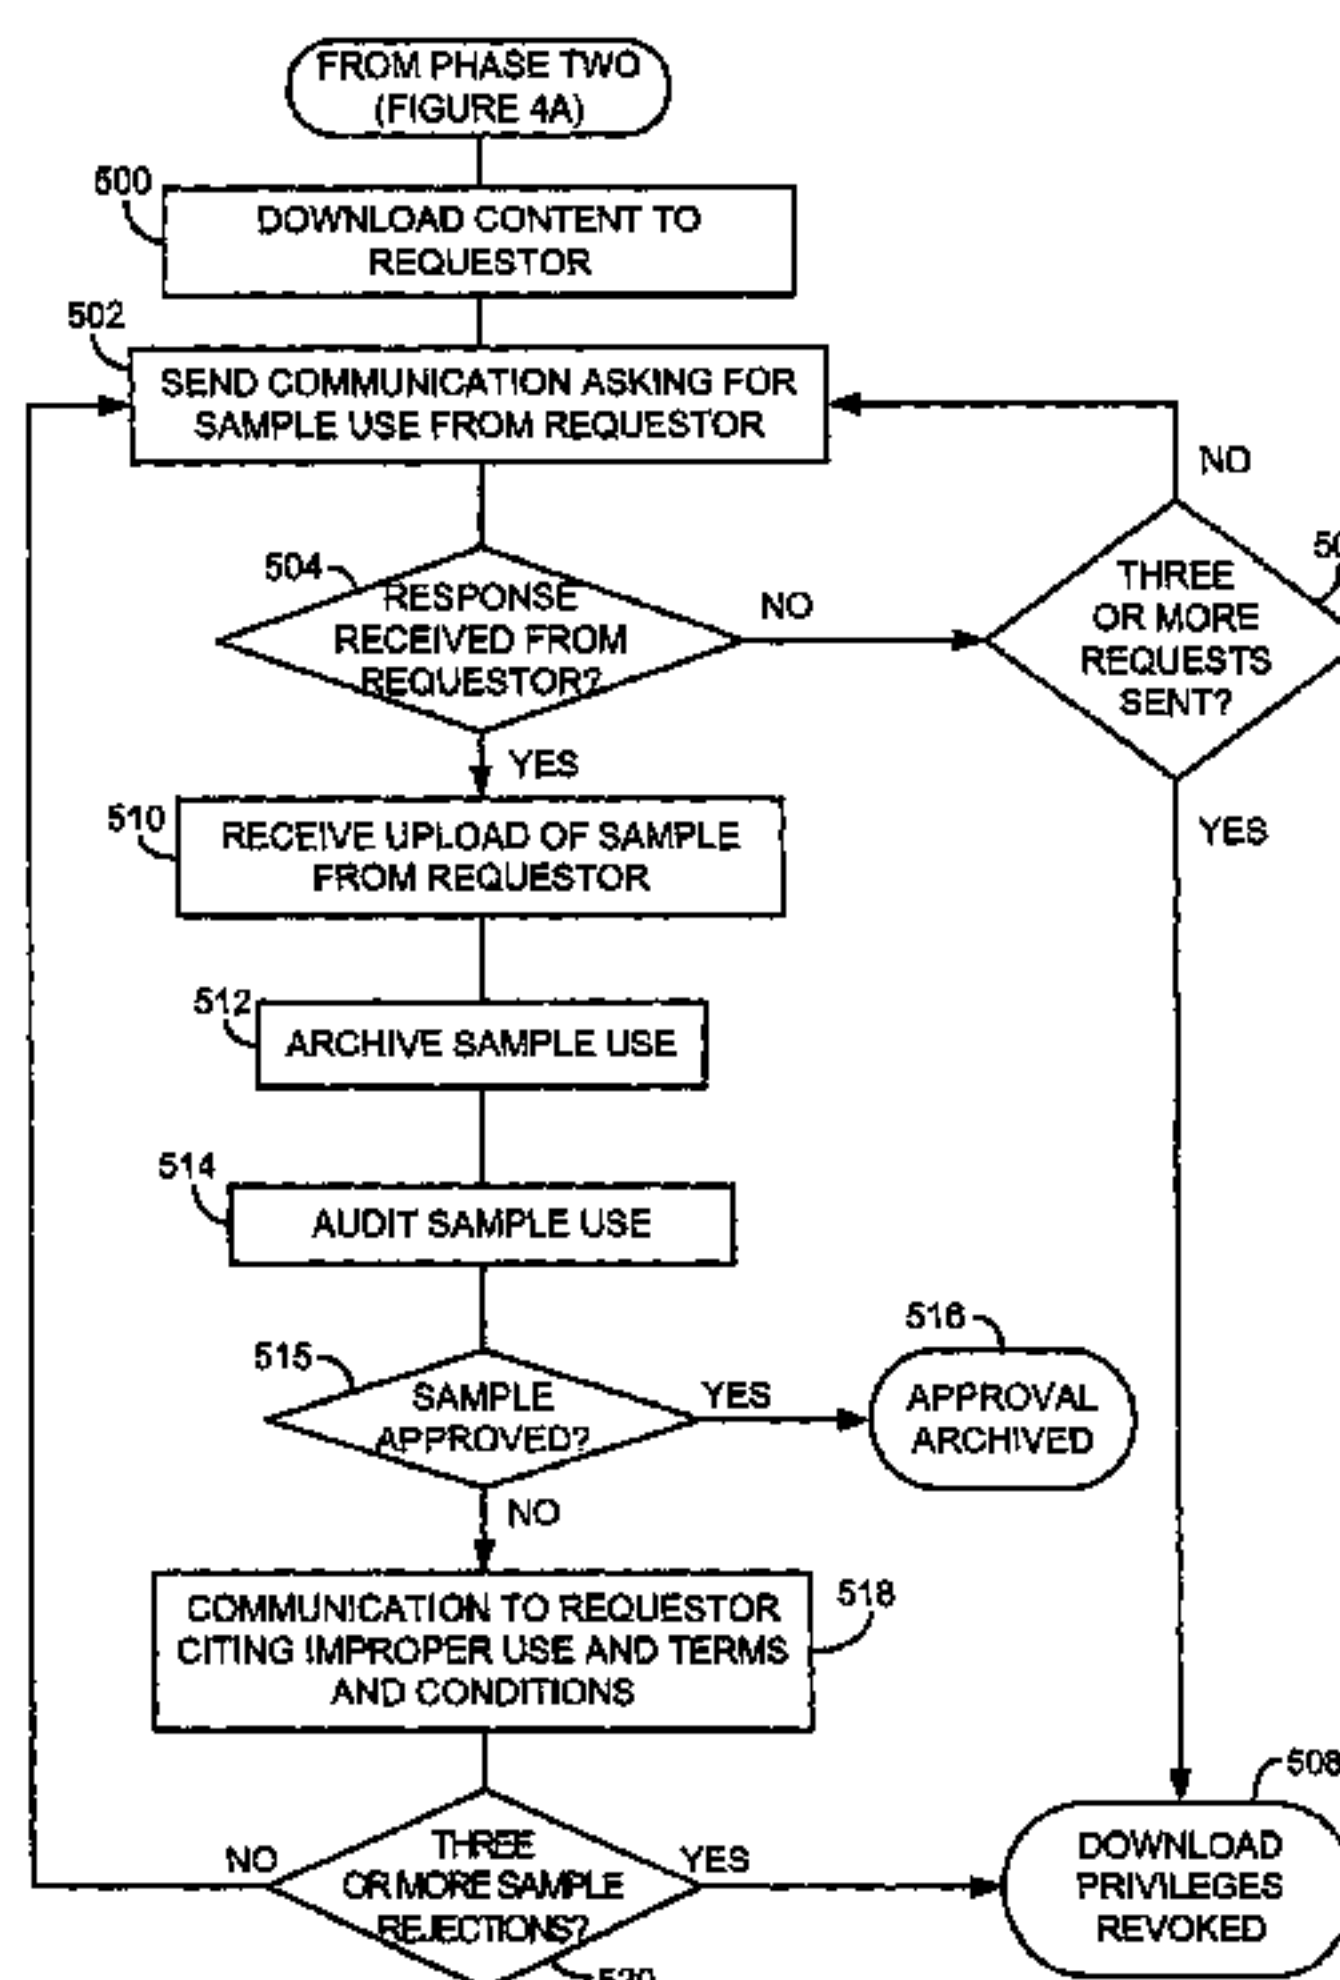 FROM PHASE TWO
(FIGURE 4A)
500
DOWNLOAD CONTENT TO
REQUESTOR
502
SEND COMMUNICATION ASKING FOR
SAMPLE USE FROM REQUESTOR
NO
504
RESPONSE
RECEIVED FROM
REQUESTOR?
NO
THREE
OR MORE
REQUESTS
SENT?
YES
YES
510
RECEIVE UPLOAD OF SAMPLE
FROM REQUESTOR
512
ARCHIVE SAMPLE USE
514
AUDIT SAMPLE USE
515
SAMPLE
APPROVED?
YES
516
APPROVAL
ARCHIVED
NO
COMMUNICATION TO REQUESTOR
CITING IMPROPER USE AND TERMS
AND CONDITIONS
518
NO
THREE
OR MORE SAMPLE
REJECTIONS?
YES
508
DOWNLOAD
PRIVILEGES
REVOKED
520